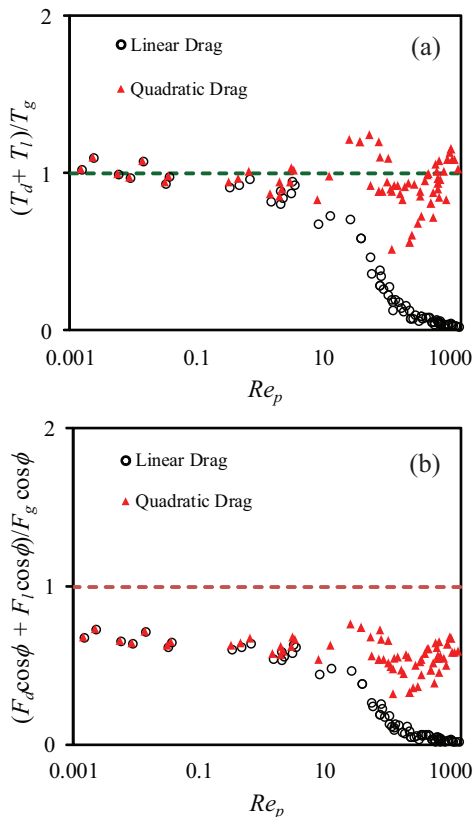 2
(a)
Linear Drag
Quadratic Drag
(T_d + T_l)/T_g
1
0
0.001 0.1 10 1000
Re_p
2
(b)
Linear Drag
Quadratic Drag
(F_d cosϕ + F_l cosϕ)/F_g cosϕ
1
0
0.001 0.1 10 1000
Re_p